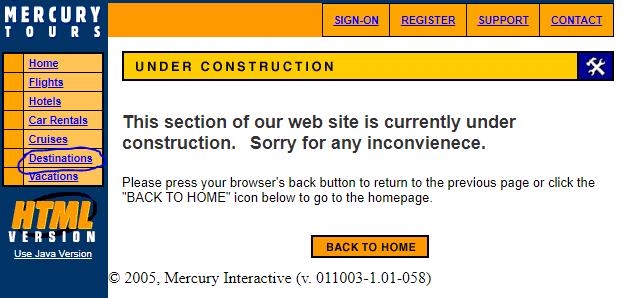 MERCURY
TOURS
SIGN-ON
REGISTER
SUPPORT
CONTACT
Home
Flights
Hotels
Car Rentals
Cruises
Destinations
Vacations
HTML
VERSION
Use Java Version
UNDER CONSTRUCTION
This section of our web site is currently under
construction. Sorry for any inconvienece.
Please press your browser's back button to return to the previous page or click the
"BACK TO HOME" icon below to go to the homepage.
BACK TO HOME
© 2005, Mercury Interactive (v. 011003-1.01-058)